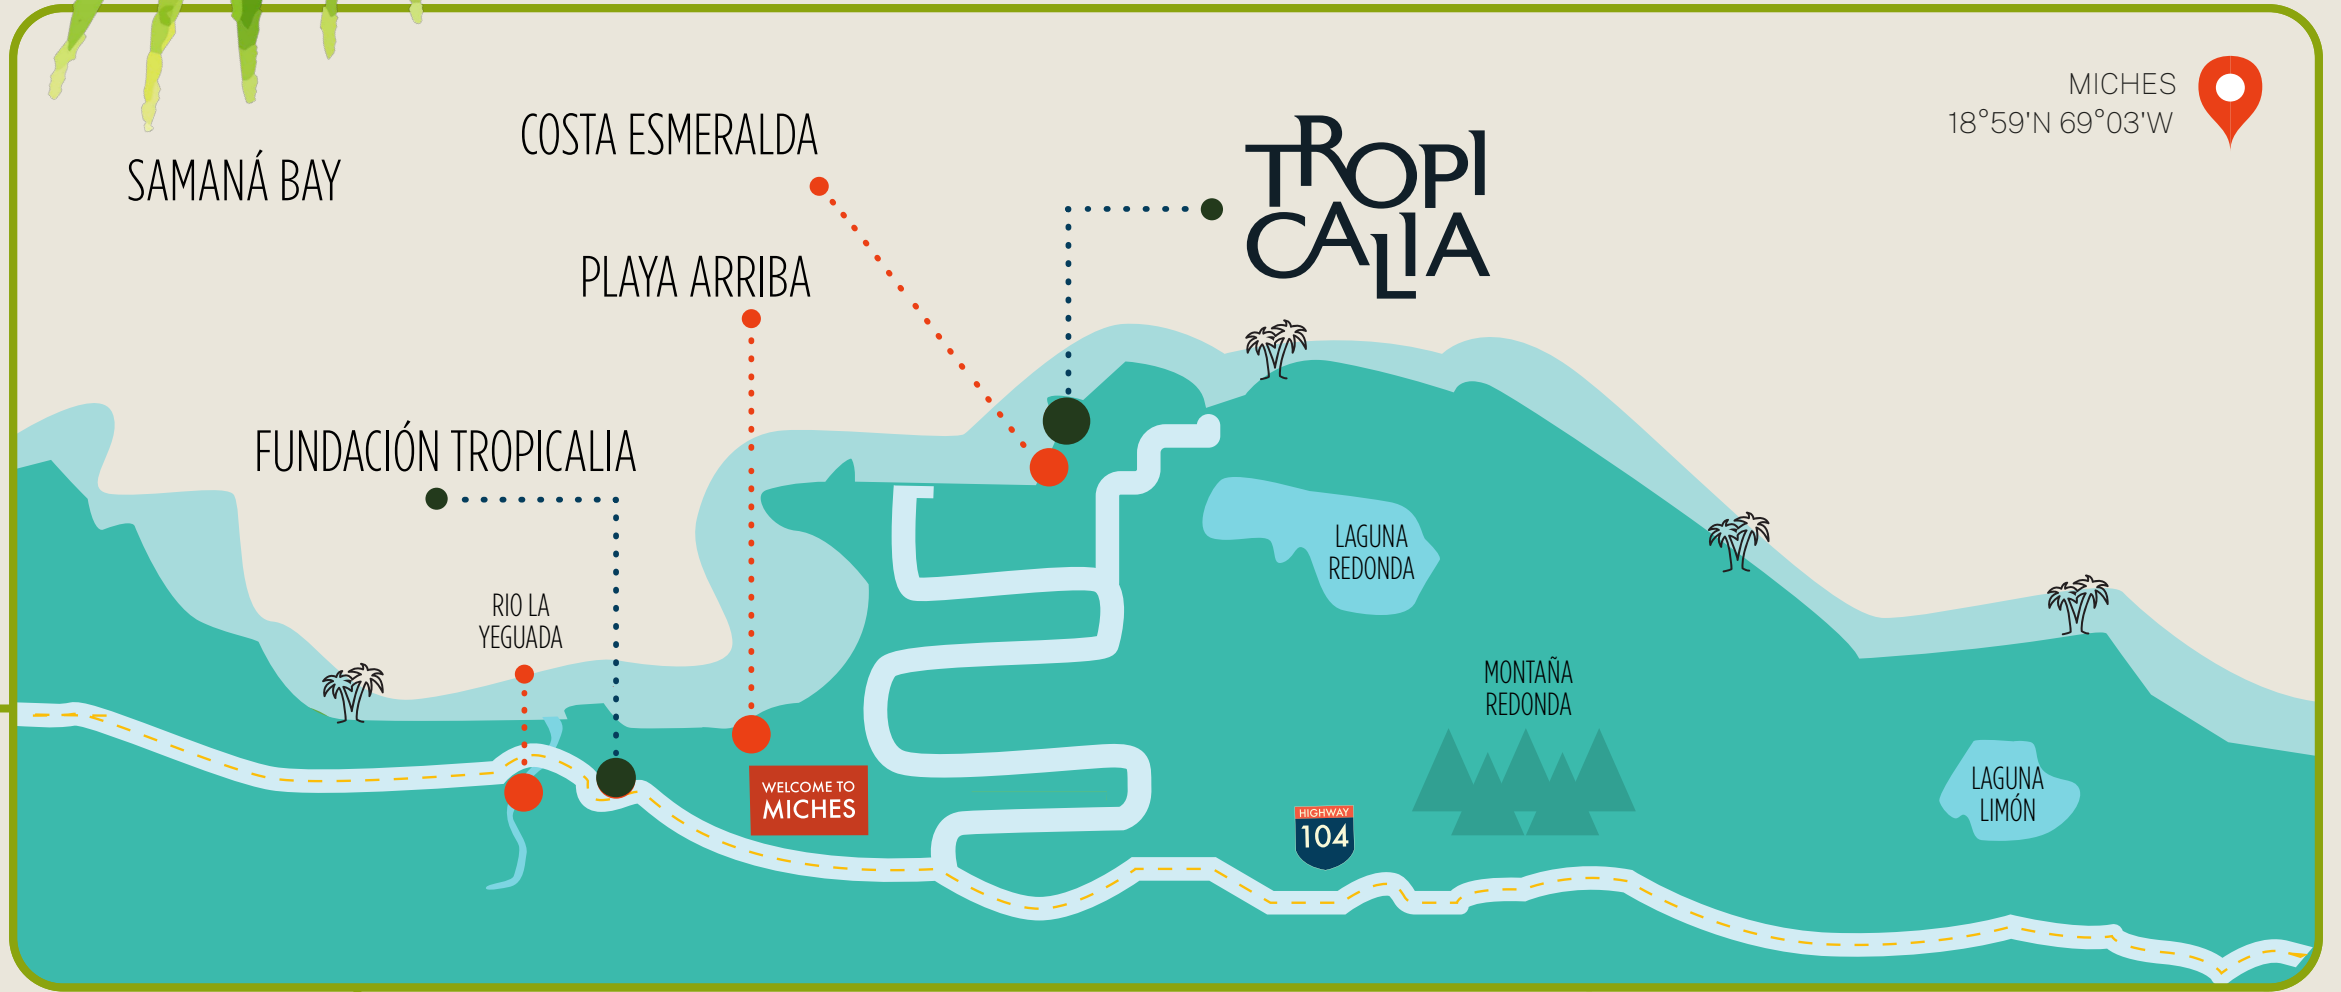 MICHES
18°59'N 69°03'W
SAMANÁ BAY
COSTA ESMERALDA
TROPI
CALIA
PLAYA ARRIBA
FUNDACIÓN TROPICALIA
RIO LA
YEGUADA
LAGUNA
REDONDA
MONTAÑA
REDONDA
LAGUNA
LIMÓN
WELCOME TO
MICHES
HIGHWAY
104